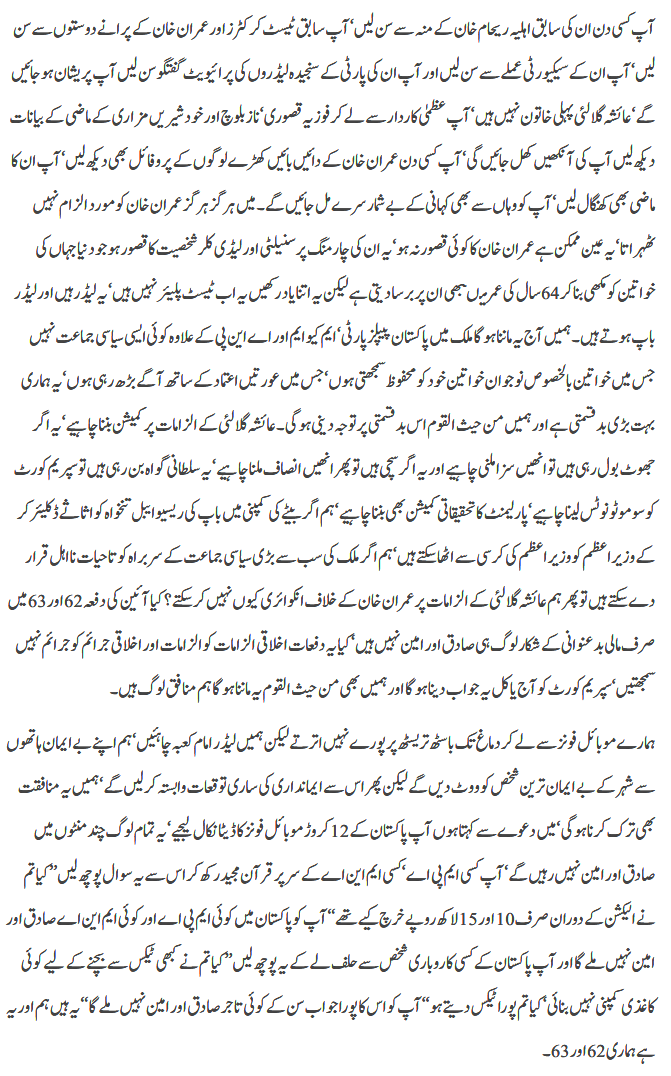 آپ کسی دن ان کی سابق اہلیہ ریحام خان کے منہ سے سن لیں‘ آپ سابق ٹیسٹ کرکٹرز اور عمران خان کے پرانے دوستوں سے سن
لیں‘ آپ ان کے سیکیورٹی عملے سے سن لیں اور آپ ان کی پارٹی کے سنجیدہ لیڈروں کی پرائیویٹ گفتگو سن لیں آپ پریشان ہو جائیں
گے‘ عائشہ گلالئی پہلی خاتون نہیں ہیں‘ آپ عظمیٰ کاردار سے لے کر فوزیہ قصوری‘ ناز بلوچ اور خود شیریں مزاری کے ماضی کے بیانات
دیکھ لیں آپ کی آنکھیں کھل جائیں گی‘ آپ کسی دن عمران خان کے دائیں بائیں کھڑے لوگوں کے پروفائل بھی دیکھ لیں‘ آپ ان کا
ماضی بھی کھنگال لیں‘ آپ کو وہاں سے بھی کہانی کے بے شمار سرے مل جائیں گے۔ میں ہر گز ہر گز عمران خان کو مورد الزام نہیں
ٹھہراتا‘ یہ عین ممکن ہے عمران خان کا کوئی قصور نہ ہو‘ یہ ان کی چارمنگ پرسنیلٹی اور لیڈی کلر شخصیت کا قصور ہو جو دنیا جہاں کی
خواتین کو مکھی بنا کر 64 سال کی عمر میں بھی ان پر برسا دیتی ہے لیکن یہ اتنا یاد رکھیں یہ اب ٹیسٹ پلیئر نہیں ہیں‘ یہ لیڈر ہیں اور لیڈر
باپ ہوتے ہیں۔ ہمیں آج یہ ماننا ہو گا ملک میں پاکستان پیپلز پارٹی‘ ایم کیو ایم اور اے این پی کے علاوہ کوئی ایسی سیاسی جماعت نہیں
جس میں خواتین بالخصوص نوجوان خواتین خود کو محفوظ سمجھتی ہوں‘ جس میں عورتیں اعتماد کے ساتھ آگے بڑھ رہی ہوں‘ یہ ہماری
بہت بڑی بدقسمتی ہے اور ہمیں من حیث القوم اس بدقسمتی پر توجہ دینی ہو گی۔ عائشہ گلالئی کے الزامات پر کمیشن بننا چاہیے‘ یہ اگر
جھوٹ بول رہی ہیں تو انھیں سزا ملنی چاہیے اور یہ اگر سچی ہیں تو پھر انھیں انصاف ملنا چاہیے‘ یہ سلطانی گواہ بن رہی ہیں تو سپریم کورٹ
کو سوموٹو نوٹس لینا چاہیے‘ پارلیمنٹ کا تحقیقاتی کمیشن بھی بننا چاہیے‘ ہم اگر بیٹے کی کمپنی میں باپ کی ریسیوایبل تنخواہ کو اثاثے ڈکلیئر کر
کے وزیراعظم کو وزیراعظم کی کرسی سے اٹھا سکتے ہیں‘ ہم اگر ملک کی سب سے بڑی سیاسی جماعت کے سربراہ کو تاحیات نااہل قرار
دے سکتے ہیں تو پھر ہم عائشہ گلالئی کے الزامات پر عمران خان کے خلاف انکوائری کیوں نہیں کر سکتے؟ کیا آئین کی دفعہ 62 اور 63 میں
صرف مالی بدعنوانی کے شکار لوگ ہی صادق اور امین نہیں ہیں‘ کیا یہ دفعات اخلاقی الزامات کو الزامات اور اخلاقی جرائم کو جرائم نہیں
سمجھتیں‘ سپریم کورٹ کو آج یا کل یہ جواب دینا ہو گا اور ہمیں بھی من حیث القوم یہ ماننا ہو گا ہم منافق لوگ ہیں۔
ہمارے موبائل فونز سے لے کر دماغ تک باسٹھ تریسٹھ پر پورے نہیں اترتے لیکن ہمیں لیڈر امام کعبہ چاہئیں‘ ہم اپنے بے ایمان ہاتھوں
سے شہر کے بے ایمان ترین شخص کو ووٹ دیں گے لیکن پھر اس سے ایمانداری کی ساری توقعات وابستہ کر لیں گے‘ ہمیں یہ منافقت
بھی ترک کرنا ہو گی‘ میں دعوے سے کہتا ہوں آپ پاکستان کے 12 کروڑ موبائل فونز کا ڈیٹا نکال لیجیے‘ یہ تمام لوگ چند منٹوں میں
صادق اور امین نہیں رہیں گے‘ آپ کسی ایم پی اے‘ کسی ایم این اے کے سر پر قرآن مجید رکھ کر اس سے یہ سوال پوچھ لیں ’’کیا تم
نے الیکشن کے دوران صرف 10 اور 15 لاکھ روپے خرچ کیے تھے‘‘ آپ کو پاکستان میں کوئی ایم پی اے اور کوئی ایم این اے صادق اور
امین نہیں ملے گا اور آپ پاکستان کے کسی کاروباری شخص سے حلف لے کے یہ پوچھ لیں ’’کیا تم نے کبھی ٹیکس سے بچنے کے لیے کوئی
کاغذی کمپنی نہیں بنائی‘ کیا تم پورا ٹیکس دیتے ہو‘‘ آپ کو اس کا پورا جواب سن کے کوئی تاجر صادق اور امین نہیں ملے گا‘‘ یہ ہیں ہم اور یہ
ہے ہماری 62 اور 63۔